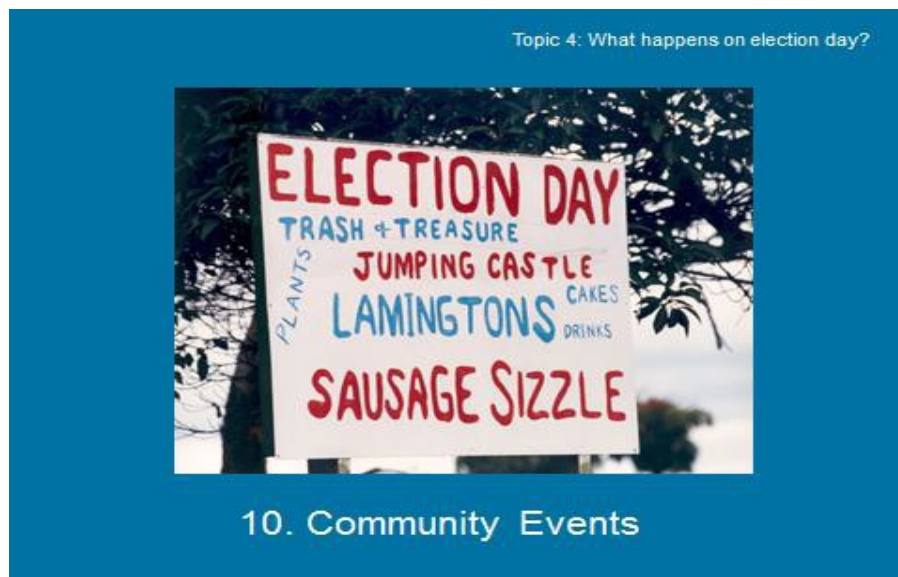 Topic 4: What happens on election day?
ELECTION DAY
TRASH & TREASURE
PLANTS
JUMPING CASTLE
LAMINGTONS
CAKES
DRINKS
SAUSAGE SIZZLE
10. Community Events